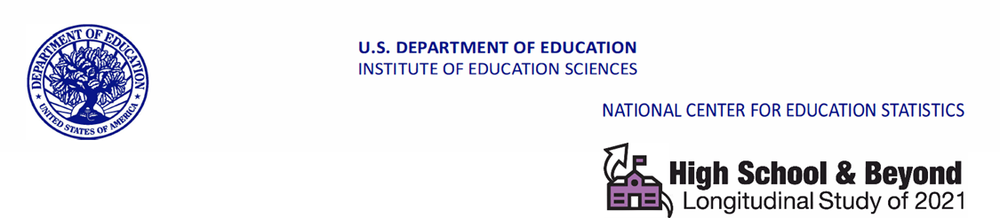 DEPARTMENT OF EDUCATION
UNITED STATES OF AMERICA
U.S. DEPARTMENT OF EDUCATION
INSTITUTE OF EDUCATION SCIENCES
NATIONAL CENTER FOR EDUCATION STATISTICS
High School & Beyond
Longitudinal Study of 2021